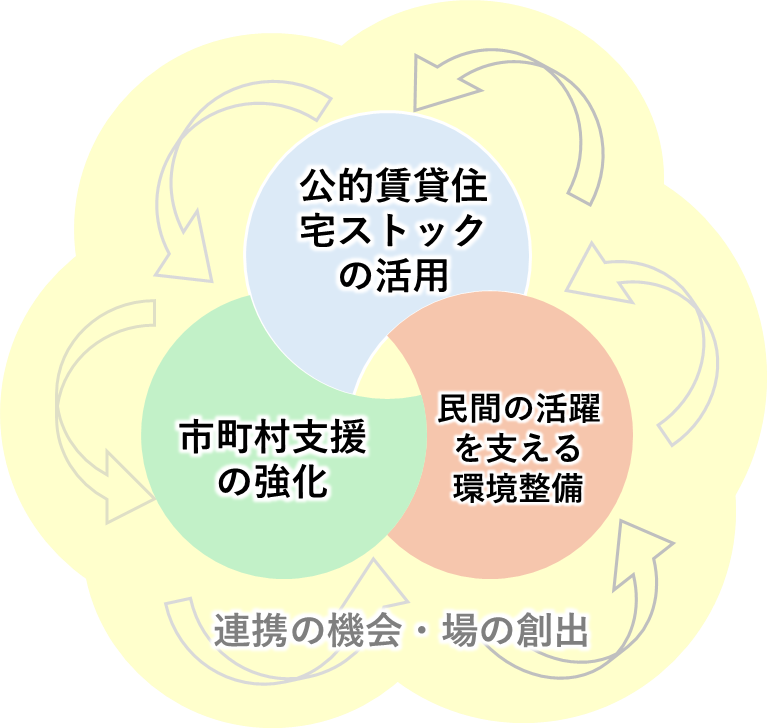 公的賃貸住
宅ストック
の活用
市町村支援
の強化
民間の活躍
を支える
環境整備
連携の機会・場の創出